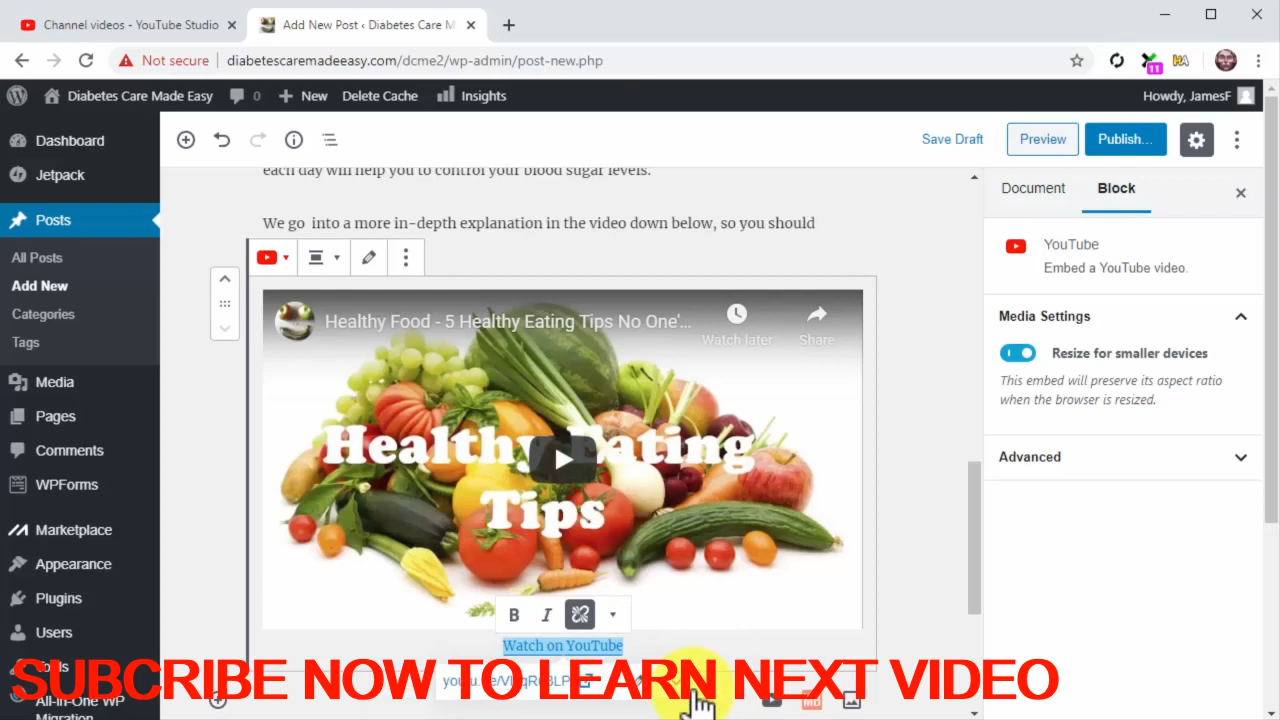 Channel videos - YouTube Studio
Add New Post ‹ Diabetes Care M
Not secure
diabetescaremadeeasy.com/dcme2/wp-admin/post-new.php
11
Diabetes Care Made Easy
0
New
Delete Cache
Insights
Howdy, JamesF
Dashboard
Jetpack
Posts
All Posts
Add New
Categories
Tags
Media
Pages
Comments
WPForms
Marketplace
Appearance
Plugins
Users
All-in-One WP
Migration
Save Draft
Preview
Publish...
each day will help you to control your blood sugar levels.
We go into a more in-depth explanation in the video down below, so you should
Healthy Food - 5 Healthy Eating Tips No One'...
Watch later
Share
Healthy Eating
Tips
B I
Watch on YouTube
SUBCRIBE NOW TO LEARN NEXT VIDEO
Document
Block
YouTube
Embed a YouTube video.
Media Settings
Resize for smaller devices
This embed will preserve its aspect ratio
when the browser is resized.
Advanced